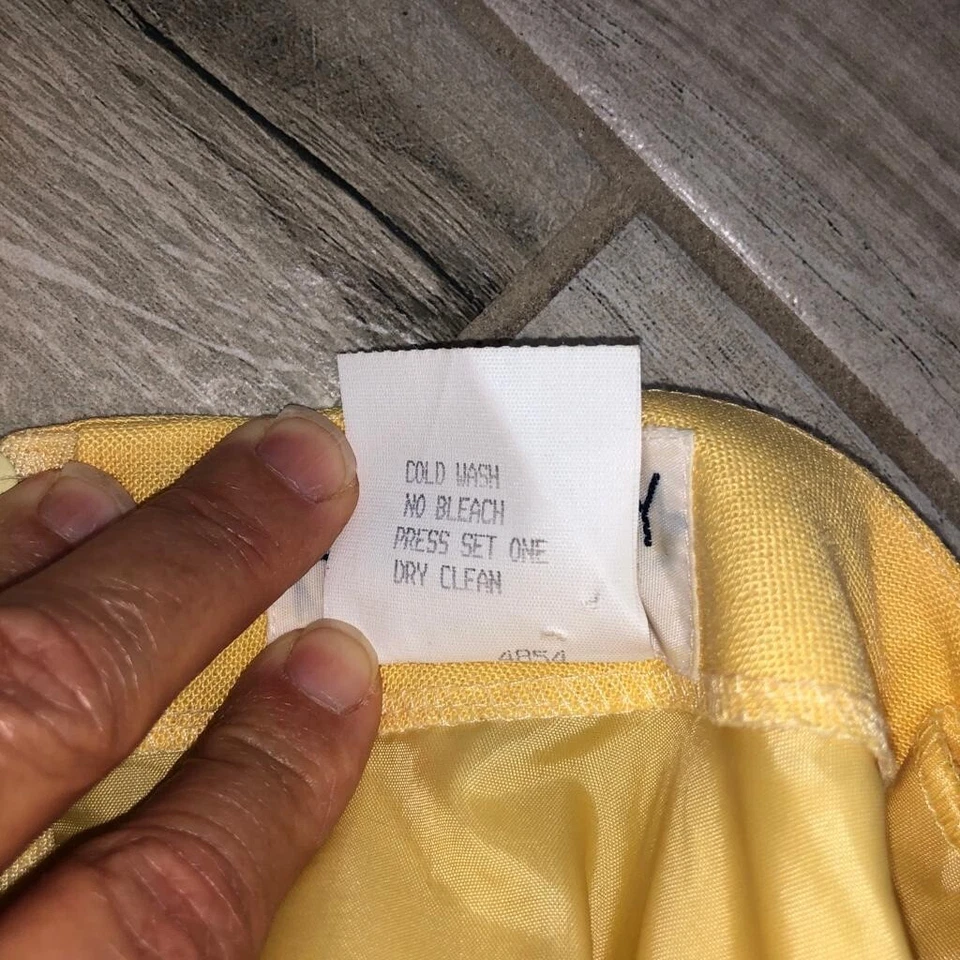 COLD WASH
NO BLEACH
PRESS SET ONE
DRY CLEAN
4854
Y